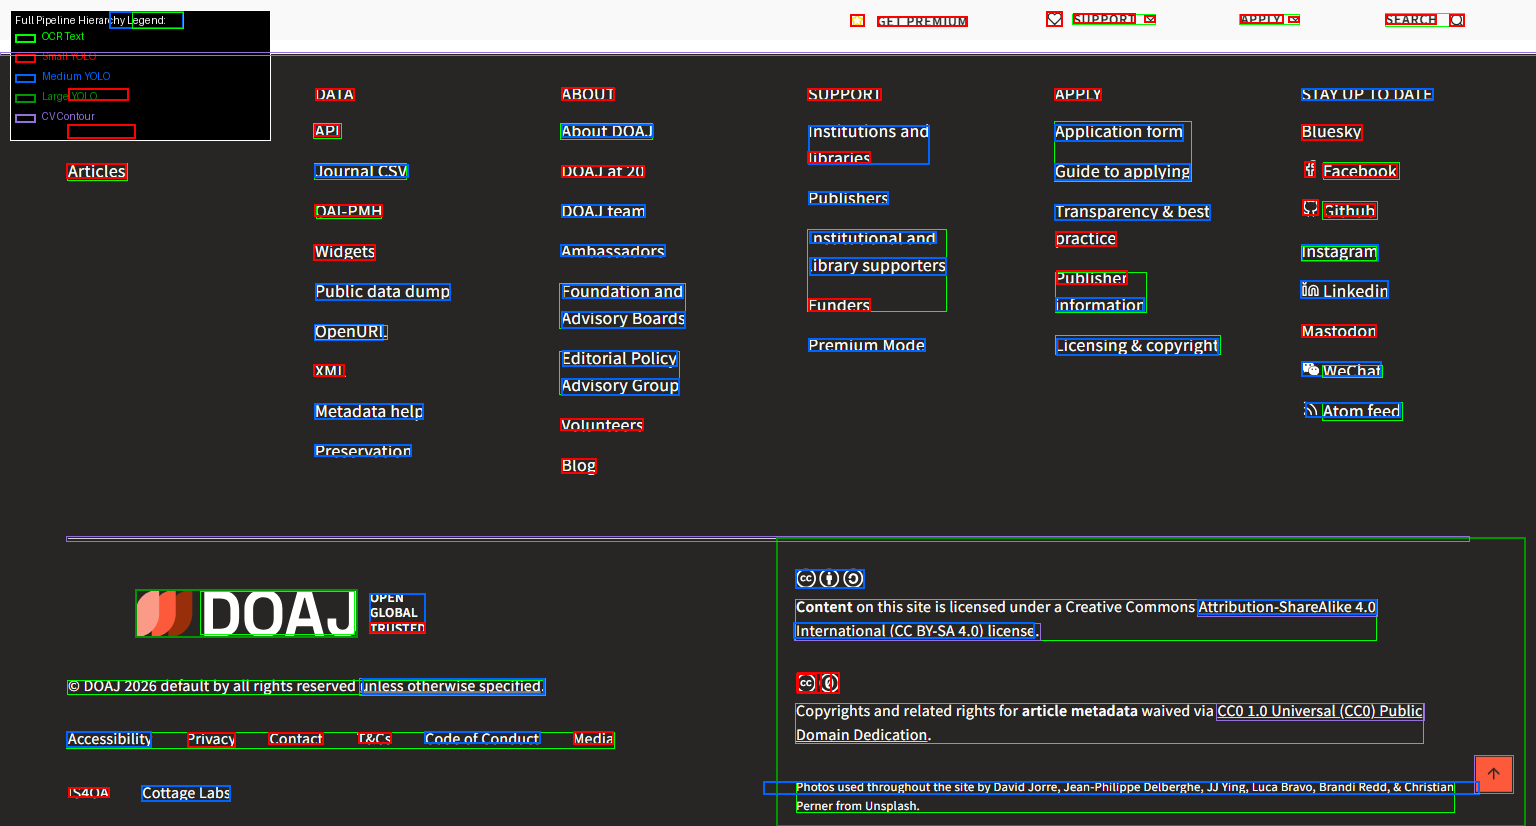 Full Pipeline Hierarchy Legend:
OCR Text
Small YOLO
Medium YOLO
Large YOLO
CV Contour
GET PREMIUM
SUPPORT
APPLY
SEARCH
Articles
DATA
API
Journal CSV
OAI-PMH
Widgets
Public data dump
OpenURL
XML
Metadata help
Preservation
ABOUT
About DOAJ
DOAJ at 20
DOAJ team
Ambassadors
Foundation and
Advisory Boards
Editorial Policy
Advisory Group
Volunteers
Blog
SUPPORT
Institutions and
libraries
Publishers
Institutional and
library supporters
Funders
Premium Mode
APPLY
Application form
Guide to applying
Transparency & best
practice
Publisher
information
Licensing & copyright
STAY UP TO DATE
Bluesky
Facebook
Github
Instagram
Linkedin
Mastodon
WeChat
Atom feed
DOAJ
OPEN
GLOBAL
TRUSTED
© DOAJ 2026 default by all rights reserved unless otherwise specified.
Accessibility Privacy Contact T&Cs Code of Conduct Media
IS4OA Cottage Labs
Content on this site is licensed under a Creative Commons Attribution-ShareAlike 4.0
International (CC BY-SA 4.0) license.
Copyrights and related rights for article metadata waived via CC0 1.0 Universal (CC0) Public
Domain Dedication.
Photos used throughout the site by David Jorre, Jean-Philippe Delberghe, JJ Ying, Luca Bravo, Brandi Redd, & Christian
Perner from Unsplash.